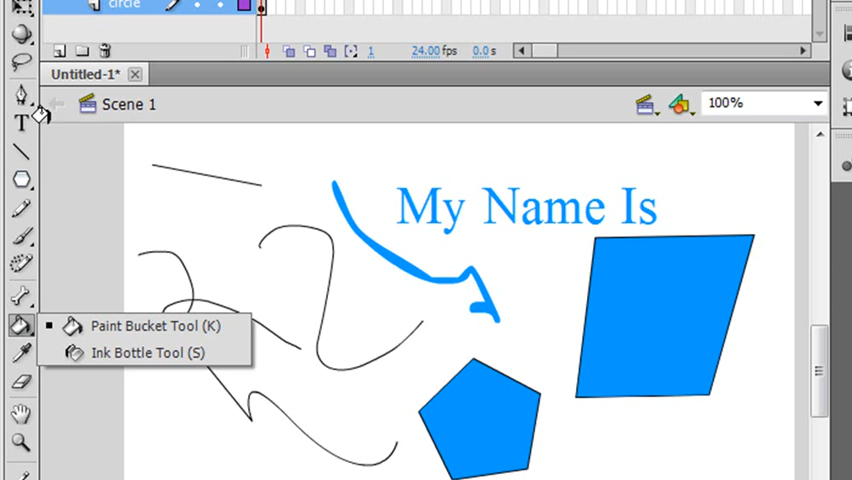 circle
1 24.00 fps 0.0 s
Untitled-1*
Scene 1
100%
T
My Name Is
Paint Bucket Tool (K)
Ink Bottle Tool (S)